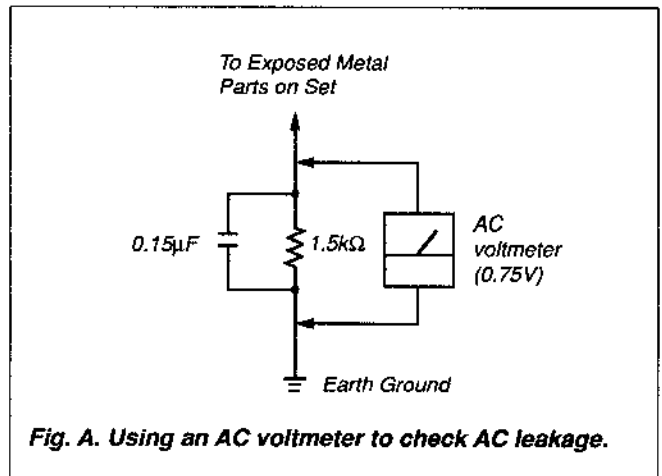 To Exposed Metal
Parts on Set
0.15µF
1.5kΩ
AC
voltmeter
(0.75V)
Earth Ground
Fig. A. Using an AC voltmeter to check AC leakage.